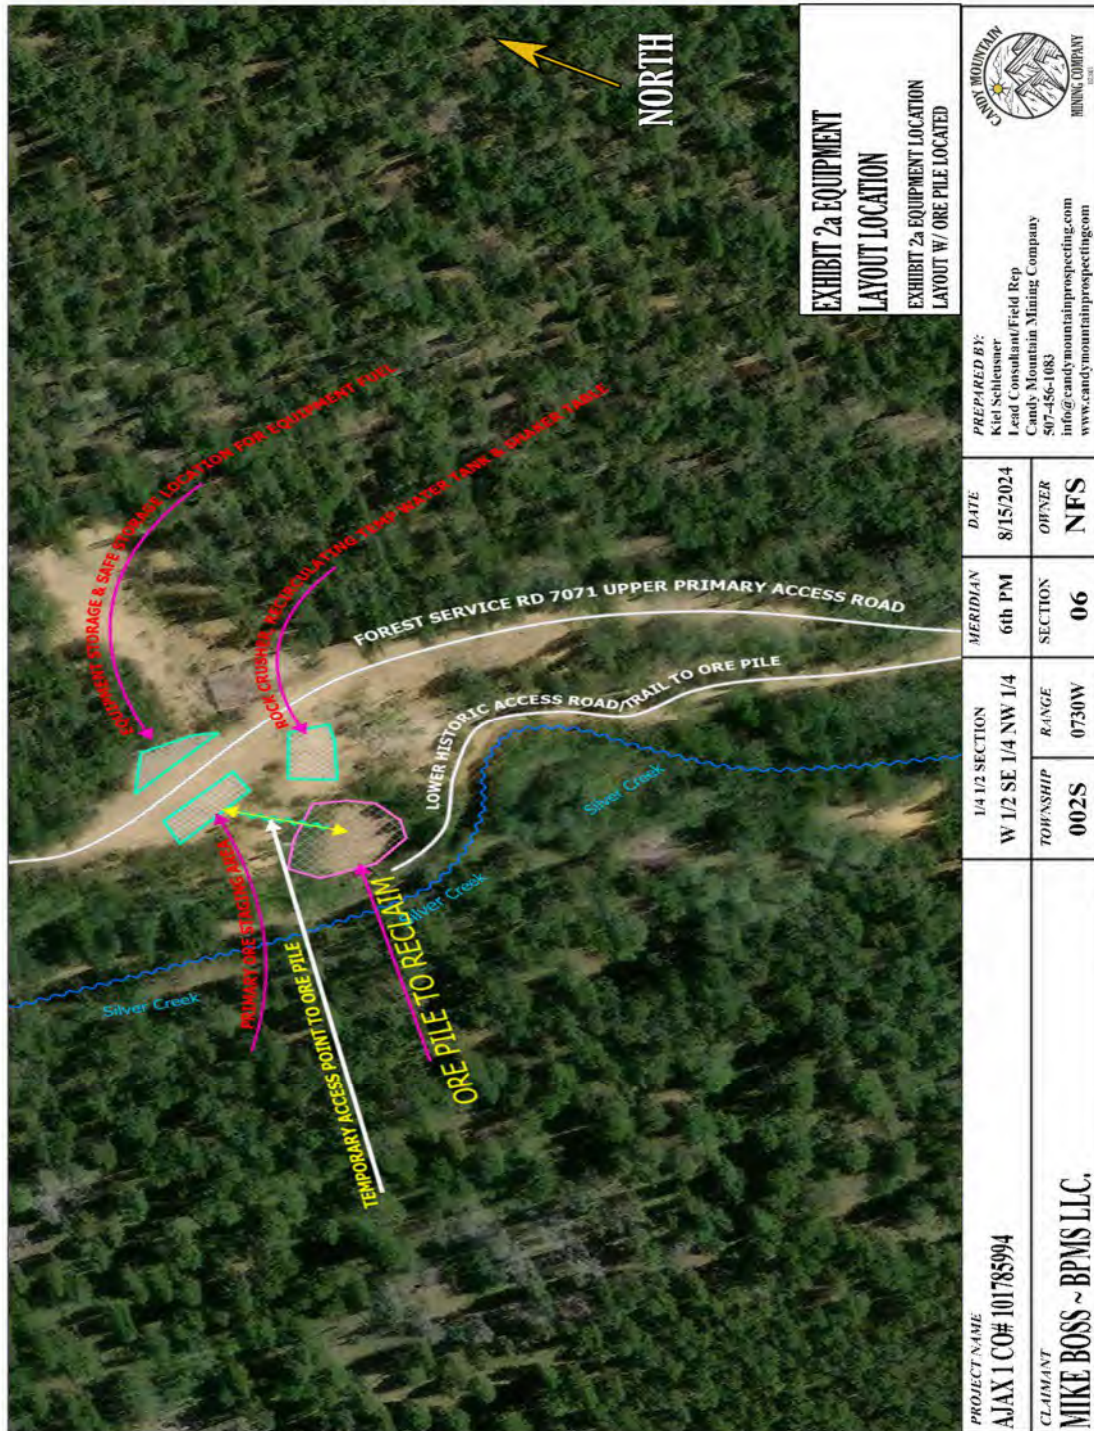 NORTH
EXHIBIT 2a EQUIPMENT
LAYOUT LOCATION
EXHIBIT 2a EQUIPMENT LOCATION
LAYOUT W/ ORE PILE LOCATED
EQUIPMENT STORAGE & SAFE STORAGE LOCATION FOR EQUIPMENT FUEL
ROCK CRUSHER, RECIRCULATING TEMP WATER TANK & SHAKER TABLE
FOREST SERVICE RD 7071 UPPER PRIMARY ACCESS ROAD
LOWER HISTORIC ACCESS ROAD/TRAIL TO ORE PILE
Silver Creek
Silver Creek
Silver Creek
PRIMARY ORE STAGING AREA
TEMPORARY ACCESS POINT TO ORE PILE
ORE PILE TO RECLAIM
PROJECT NAME
AJAX 1 CO# 101785994
CLAIMANT
MIKE BOSS ~ BPMS LLC.
1/4 1/2 SECTION
W 1/2 SE 1/4 NW 1/4
MERIDIAN
6th PM
DATE
8/15/2024
TOWNSHIP
002S
RANGE
0730W
SECTION
06
OWNER
NFS
PREPARED BY:
Kiel Schleusner
Lead Consultant/Field Rep
Candy Mountain Mining Company
507-456-1083
info@candymountainprospecting.com
www.candymountainprospectingcom
CANDY MOUNTAIN
MINING COMPANY